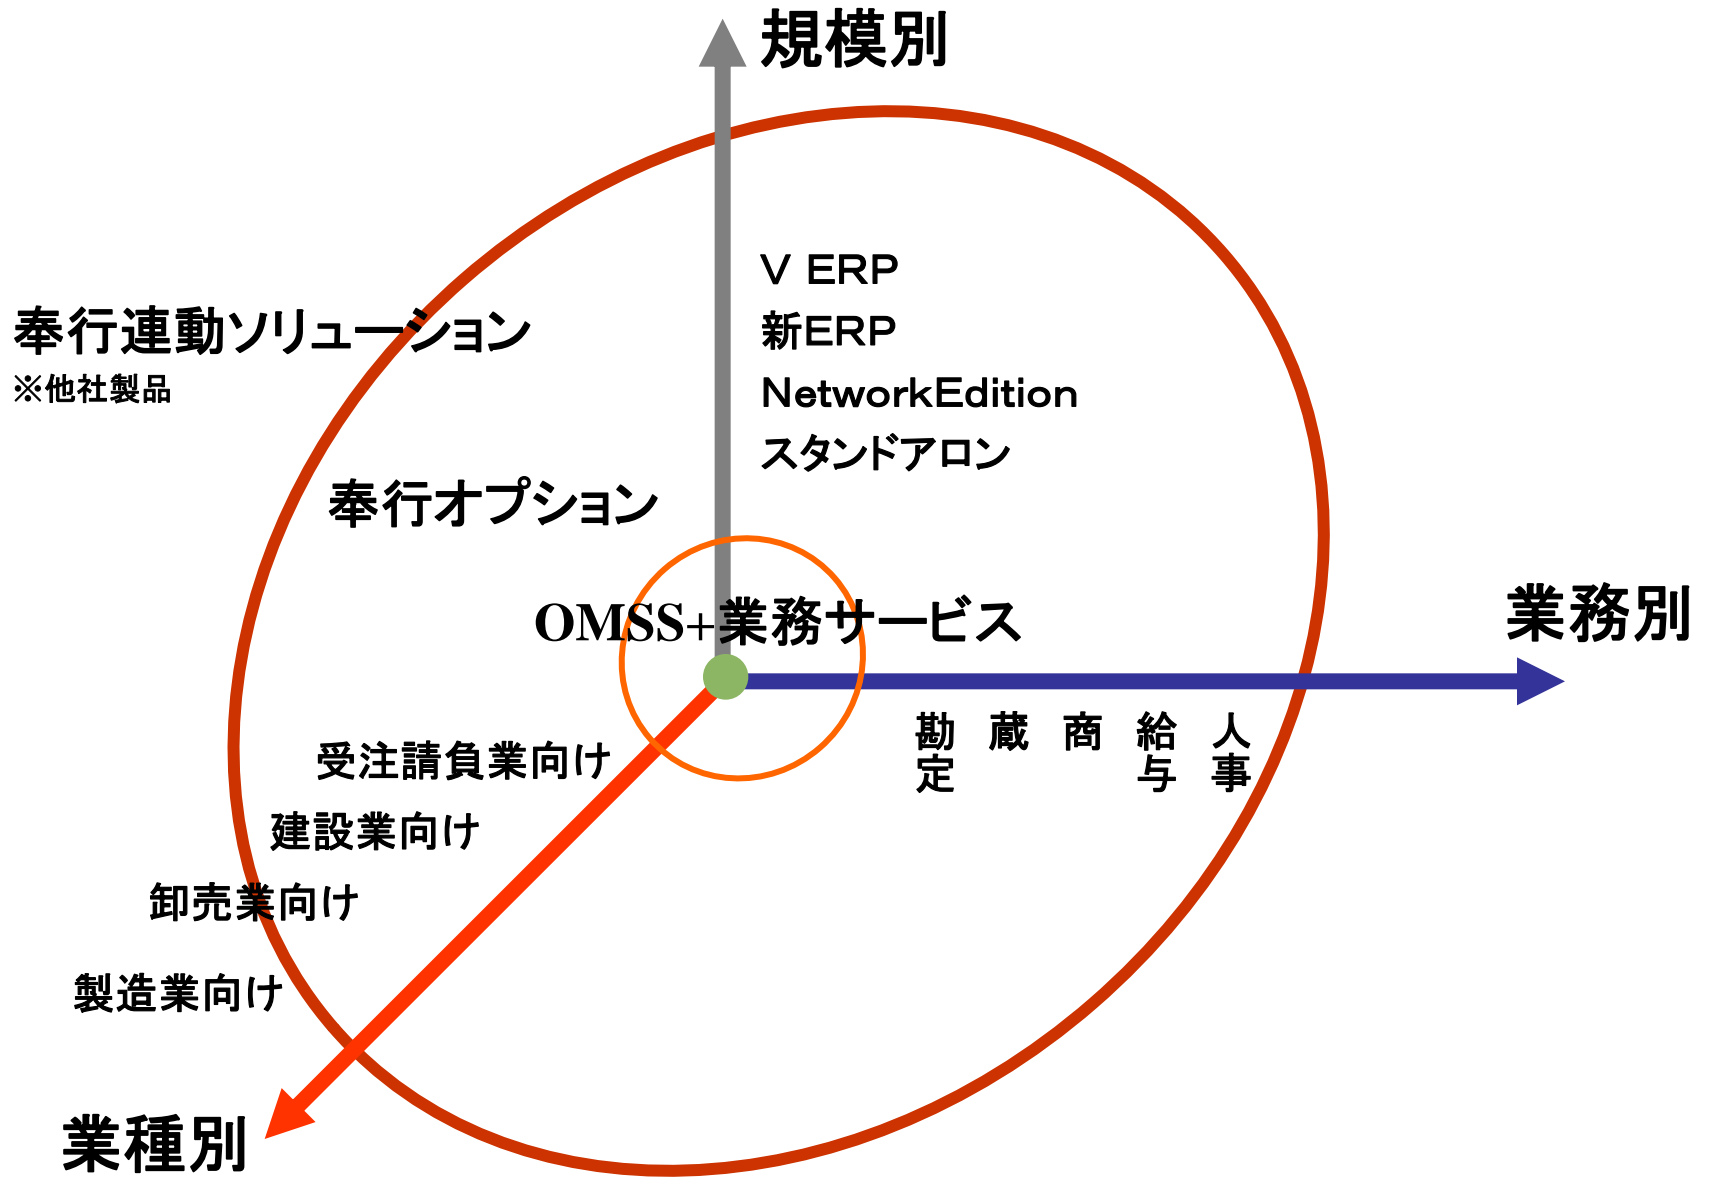 規模別
V ERP
新ERP
NetworkEdition
スタンドアロン
奉行連動ソリューション
※他社製品
奉行オプション
OMSS+業務サービス
業務別
勘定
蔵
商
給与
人事
受注請負業向け
建設業向け
卸売業向け
製造業向け
業種別